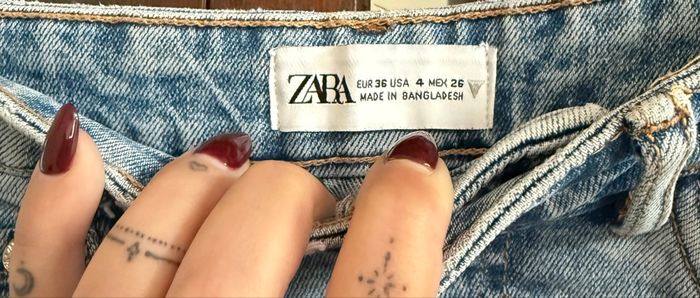 ZARA
EUR 36 USA 4 MEX 26
MADE IN BANGLADESH